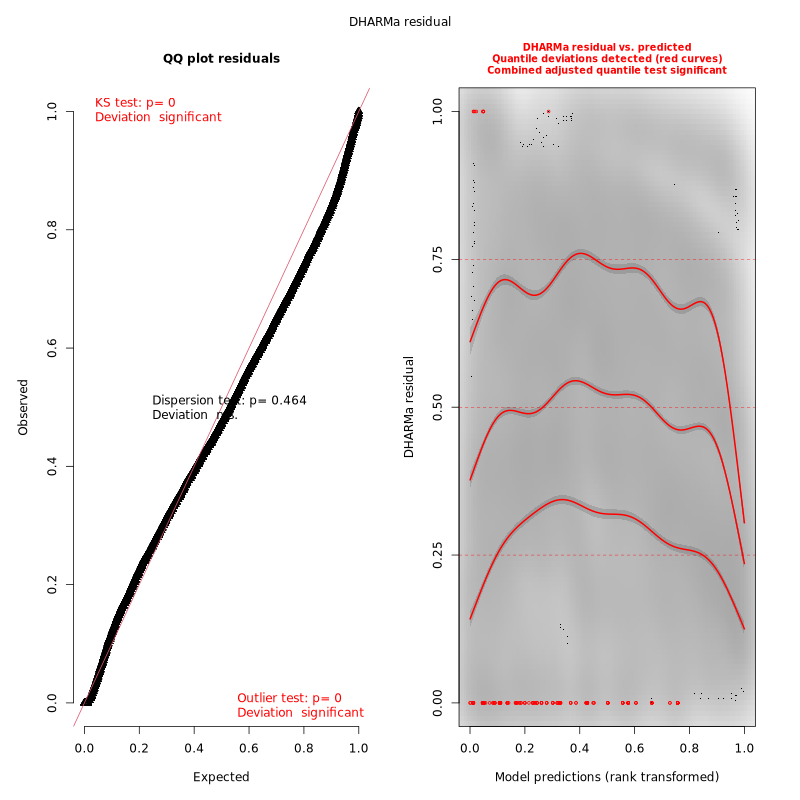 DHARMa residual
QQ plot residuals
KS test: p= 0
Deviation  significant
Dispersion test: p= 0.464
Deviation  n.s.
Outlier test: p= 0
Deviation  significant
Observed
0.0
0.2
0.4
0.6
0.8
1.0
0.0 0.2 0.4 0.6 0.8 1.0
Expected
DHARMa residual vs. predicted
Quantile deviations detected (red curves)
Combined adjusted quantile test significant
DHARMa residual
0.00
0.25
0.50
0.75
1.00
0.0 0.2 0.4 0.6 0.8 1.0
Model predictions (rank transformed)